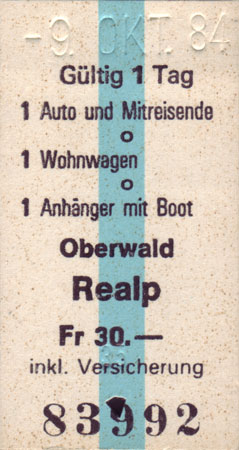 -9. OKT. 84
Gültig 1 Tag
1 Auto und Mitreisende
o
1 Wohnwagen
o
1 Anhänger mit Boot
Oberwald
Realp
Fr 30.—
inkl. Versicherung
83992